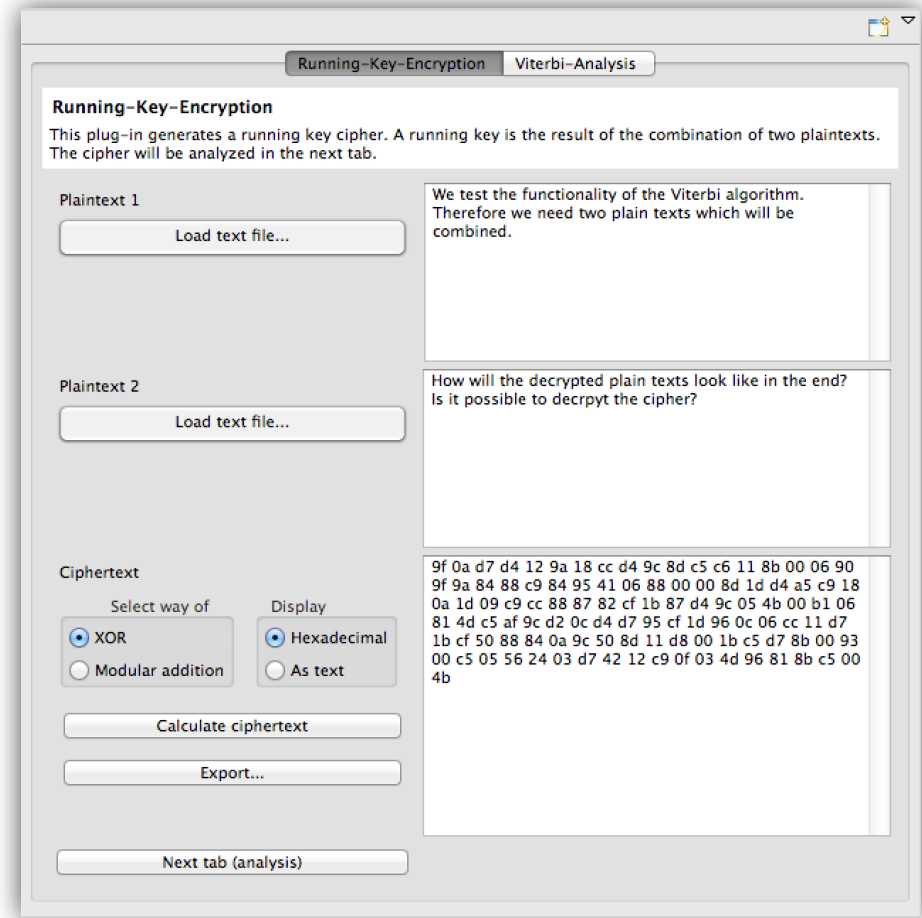 Running-Key-Encryption Viterbi-Analysis
Running-Key-Encryption
This plug-in generates a running key cipher. A running key is the result of the combination of two plaintexts.
The cipher will be analyzed in the next tab.
Plaintext 1
Load text file...
We test the functionality of the Viterbi algorithm.
Therefore we need two plain texts which will be
combined.
Plaintext 2
Load text file...
How will the decrypted plain texts look like in the end?
Is it possible to decrpyt the cipher?
Ciphertext
Select way of Display
XOR Hexadecimal
Modular addition As text
Calculate ciphertext
Export...
Next tab (analysis)
9f 0a d7 d4 12 9a 18 cc d4 9c 8d c5 c6 11 8b 00 06 90
9f 9a 84 88 c9 84 95 41 06 88 00 00 8d 1d d4 a5 c9 18
0a 1d 09 c9 cc 88 87 82 cf 1b 87 d4 9c 05 4b 00 b1 06
81 4d c5 af 9c d2 0c d4 d7 95 cf 1d 96 0c 06 cc 11 d7
1b cf 50 88 84 0a 9c 50 8d 11 d8 00 1b c5 d7 8b 00 93
00 c5 05 56 24 03 d7 42 12 c9 0f 03 4d 96 81 8b c5 00
4b